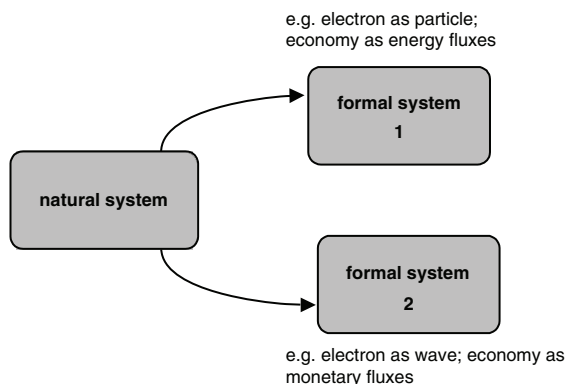 e.g. electron as particle;
economy as energy fluxes
formal system
1
natural system
formal system
2
e.g. electron as wave; economy as
monetary fluxes